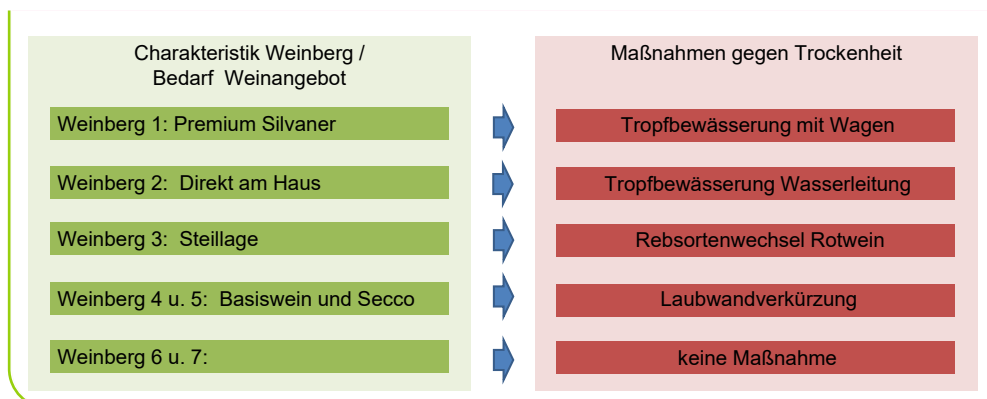 Charakteristik Weinberg /
Bedarf Weinangebot
Maßnahmen gegen Trockenheit
Weinberg 1: Premium Silvaner
Tropfbewässerung mit Wagen
Weinberg 2: Direkt am Haus
Tropfbewässerung Wasserleitung
Weinberg 3: Steillage
Rebsortenwechsel Rotwein
Weinberg 4 u. 5: Basiswein und Secco
Laubwandverkürzung
Weinberg 6 u. 7:
keine Maßnahme